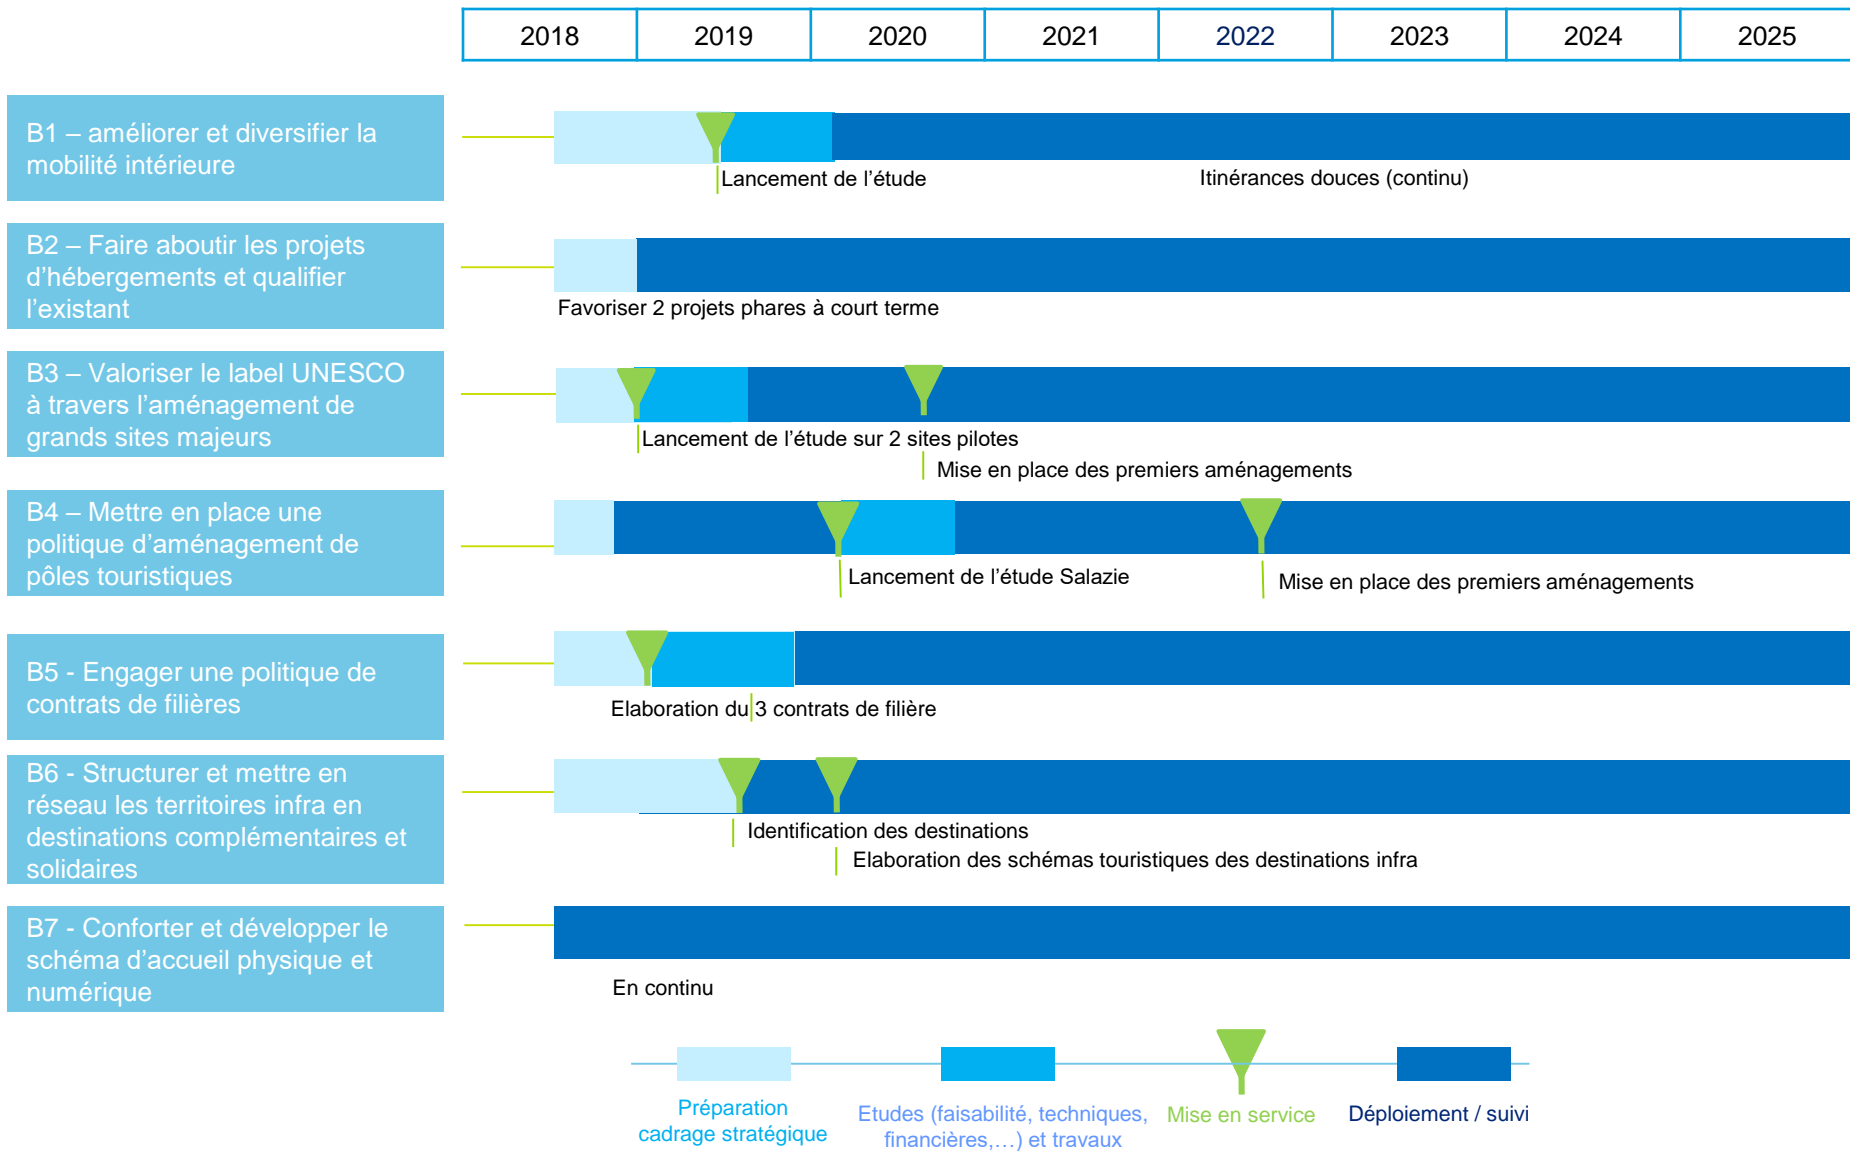 2018 2019 2020 2021 2022 2023 2024 2025
B1 – améliorer et diversifier la
mobilité intérieure
Lancement de l’étude
Itinérances douces (continu)
B2 – Faire aboutir les projets
d’hébergements et qualifier
l’existant
Favoriser 2 projets phares à court terme
B3 – Valoriser le label UNESCO
à travers l’aménagement de
grands sites majeurs
Lancement de l’étude sur 2 sites pilotes
Mise en place des premiers aménagements
B4 – Mettre en place une
politique d’aménagement de
pôles touristiques
Lancement de l’étude Salazie
Mise en place des premiers aménagements
B5 - Engager une politique de
contrats de filières
Elaboration du 3 contrats de filière
B6 - Structurer et mettre en
réseau les territoires infra en
destinations complémentaires et
solidaires
Identification des destinations
Elaboration des schémas touristiques des destinations infra
B7 - Conforter et développer le
schéma d’accueil physique et
numérique
En continu
Préparation
cadrage stratégique
Etudes (faisabilité, techniques,
financières,…) et travaux
Mise en service
Déploiement / suivi